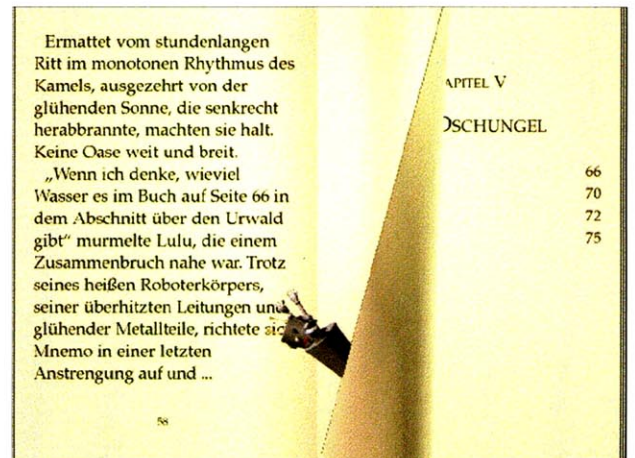 Ermattet vom stundenlangen
Ritt im monotonen Rhythmus des
Kamels, ausgezehrt von der
glühenden Sonne, die senkrecht
herabbrannte, machten sie halt.
Keine Oase weit und breit.
„Wenn ich denke, wieviel
Wasser es im Buch auf Seite 66 in
dem Abschnitt über den Urwald
gibt“ murmelte Lulu, die einem
Zusammenbruch nahe war. Trotz
seines heißen Roboterkörpers,
seiner überhitzten Leitungen und
glühender Metallteile, richtete sic
Mnemo in einer letzten
Anstrengung auf und ...
58
APITEL V
DSCHUNGEL
66
70
72
75